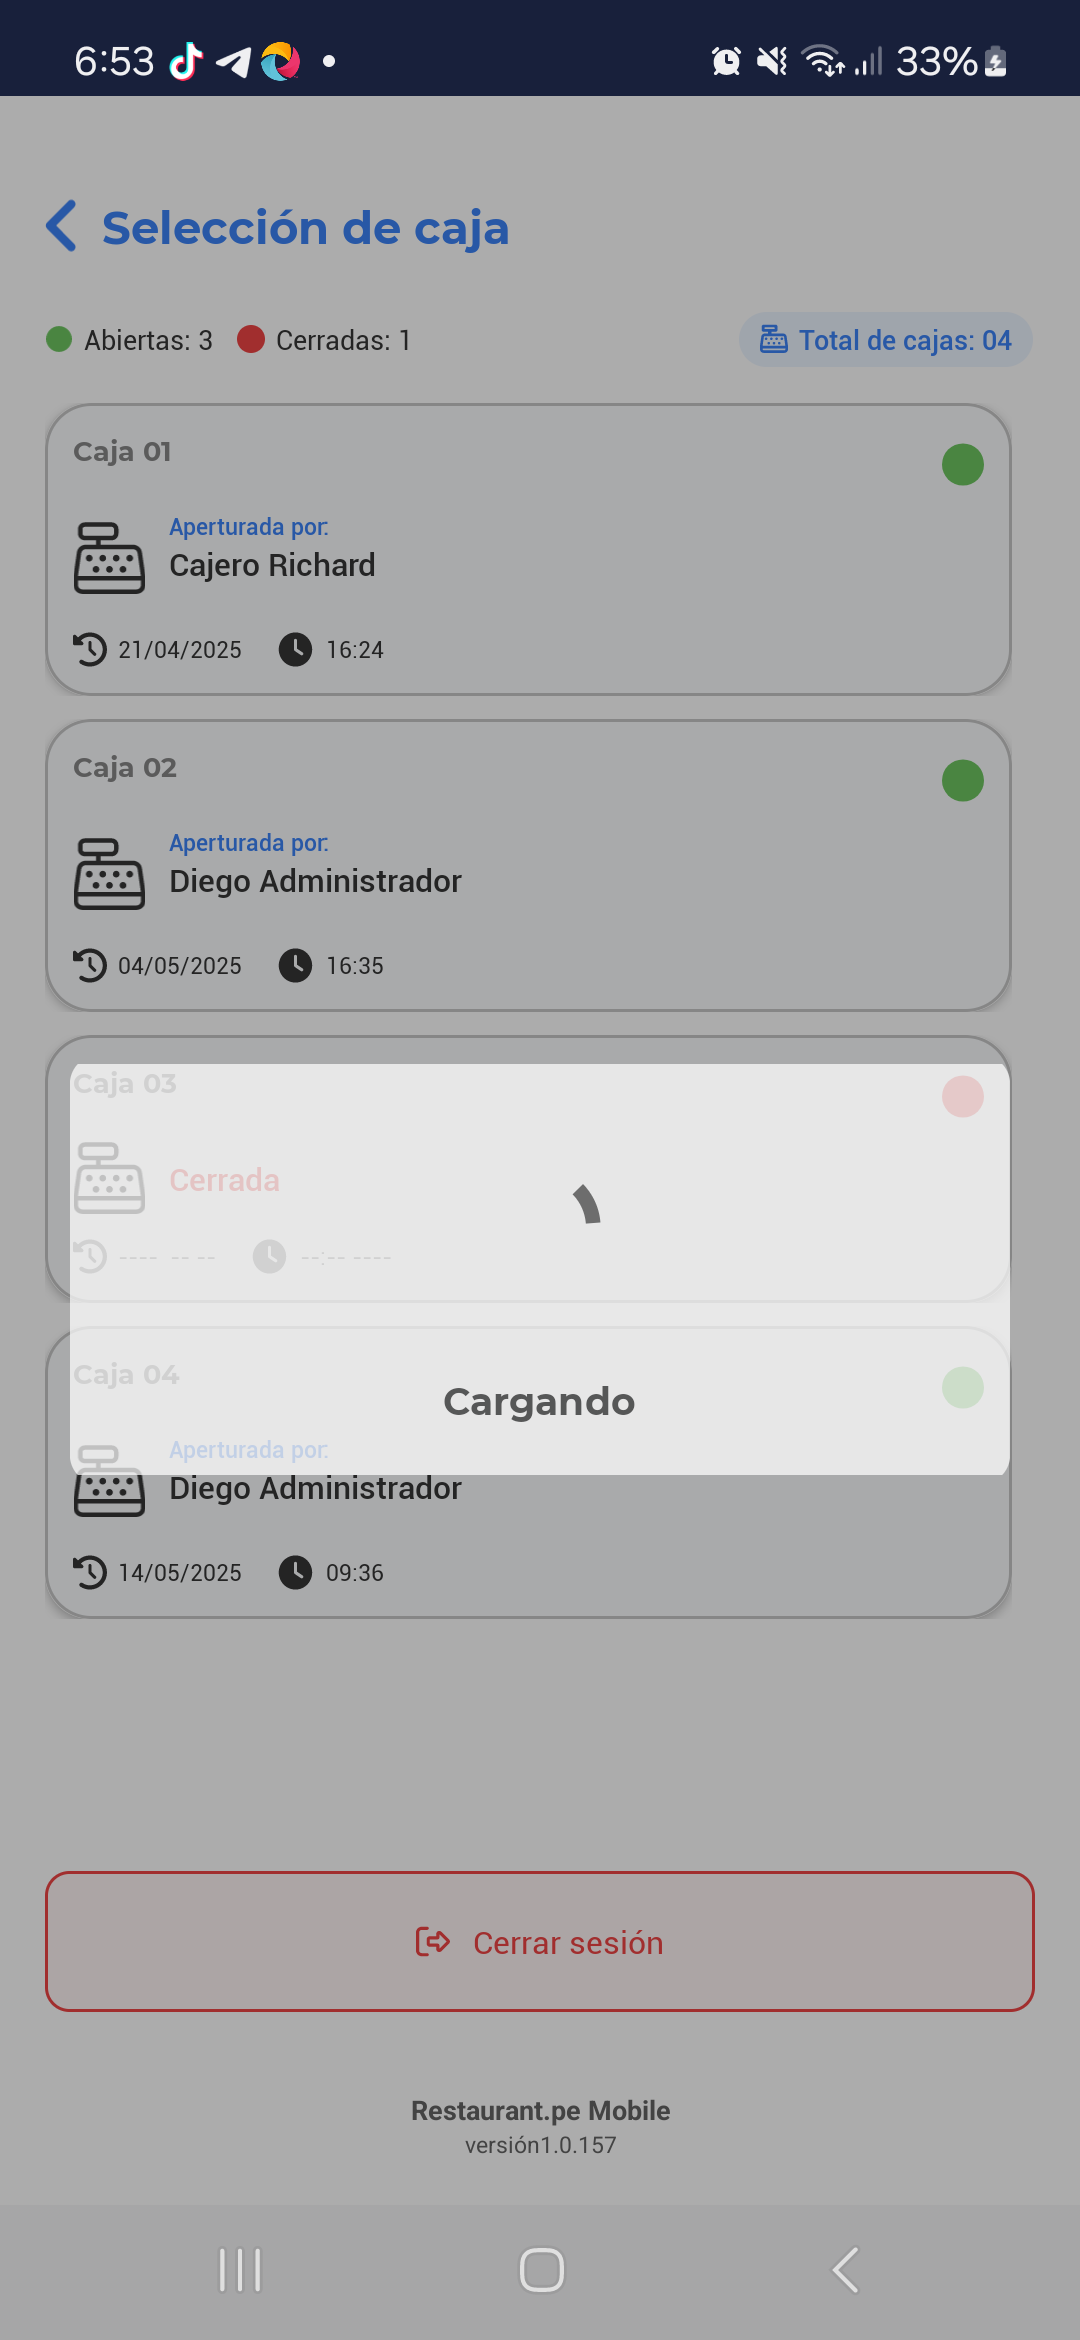 6:53
33%
Selección de caja
Abiertas: 3 Cerradas: 1 Total de cajas: 04
Caja 01
Aperturada por:
Cajero Richard
21/04/2025 16:24
Caja 02
Aperturada por:
Diego Administrador
04/05/2025 16:35
Caja 03
Cerrada
---- -- -- --:-- ----
Caja 04
Cargando
Aperturada por:
Diego Administrador
14/05/2025 09:36
Cerrar sesión
Restaurant.pe Mobile
versión1.0.157